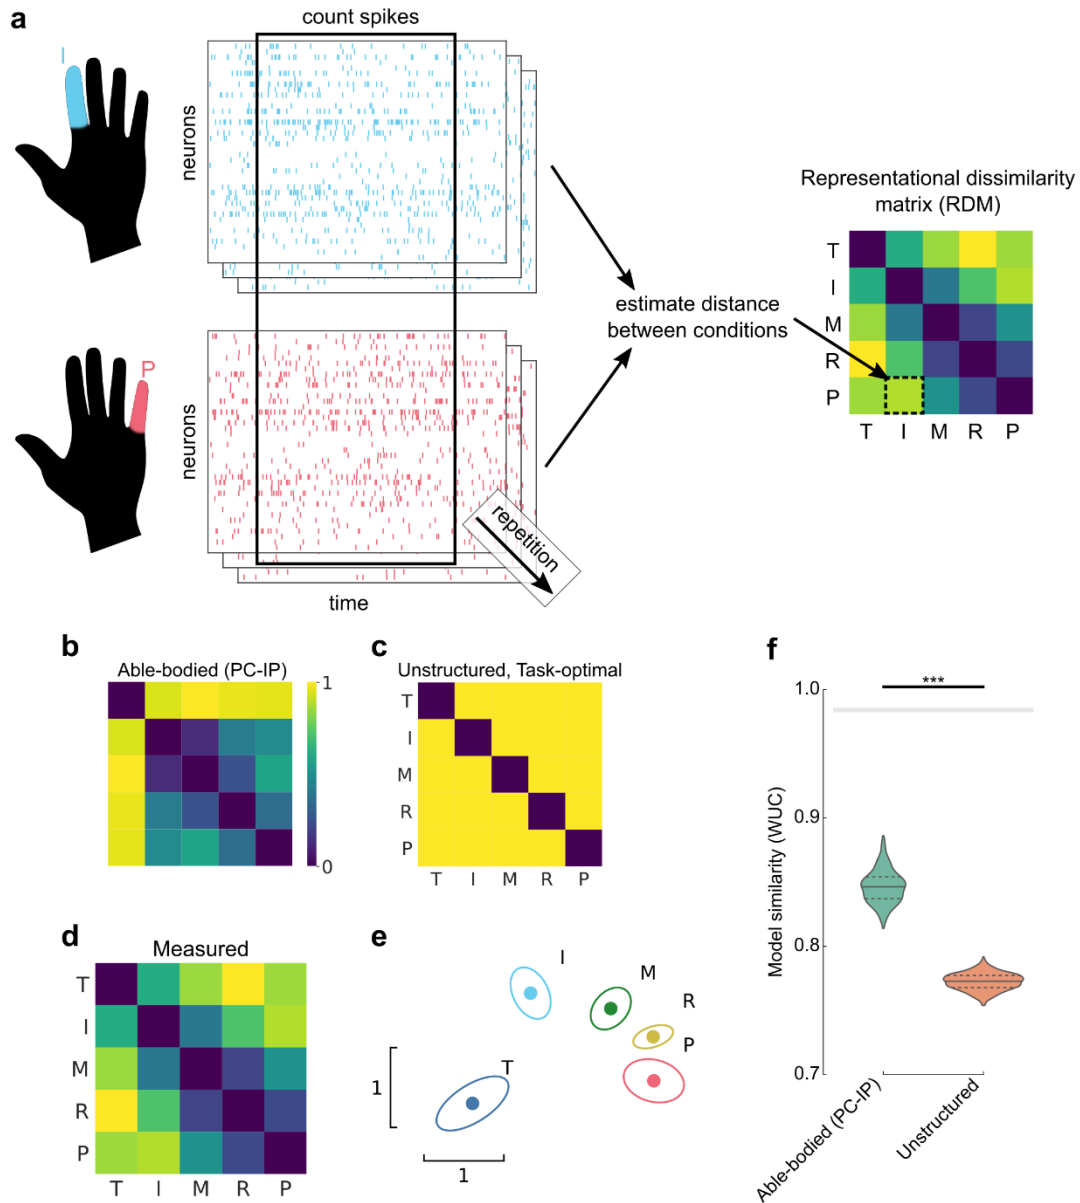 a
count spikes
I
neurons
P
neurons
time
repetition
estimate distance
between conditions
Representational dissimilarity
matrix (RDM)
T
I
M
R
P
T I M R P
b
Able-bodied (PC-IP)
1
0
c
Unstructured, Task-optimal
T
I
M
R
P
T I M R P
d
Measured
T
I
M
R
P
T I M R P
e
I
M
R
P
T
1
1
f
***
Model similarity (WUC)
1.0
0.9
0.8
0.7
Able-bodied (PC-IP)
Unstructured